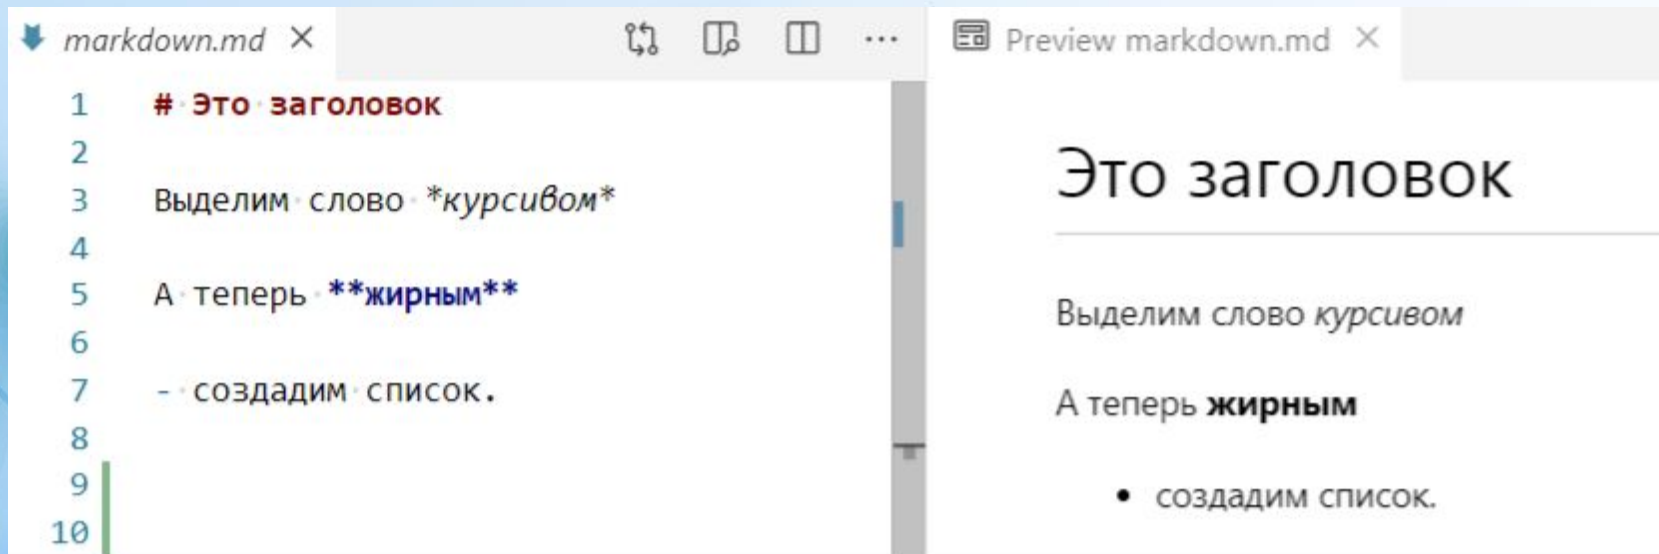 markdown.md
1 # Это заголовок
2
3 Выделим слово *курсивом*
4
5 А теперь **жирным**
6
7 - создадим список.
8
9
10
Preview markdown.md
Это заголовок
Выделим слово курсивом
А теперь жирным
• создадим список.